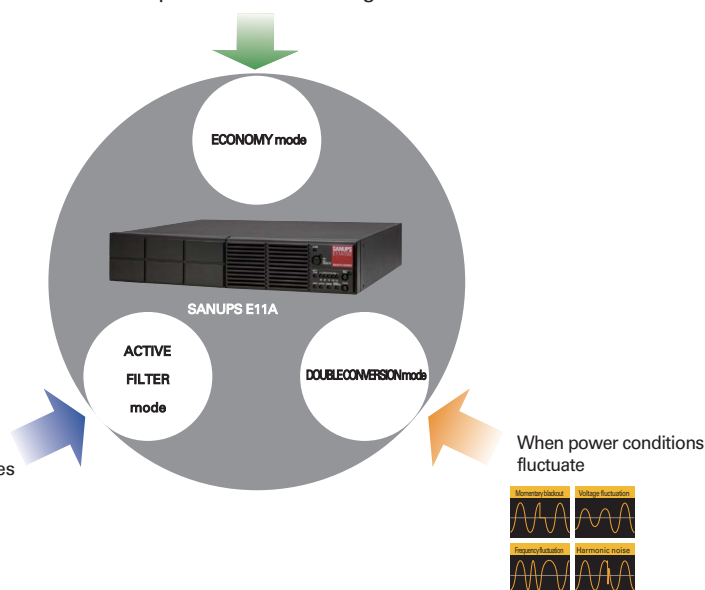 ECONOMY mode
SANUPS
SANUPS E11A
ACTIVE
FILTER
mode
DOUBLE CONVERSION mode
When power conditions
fluctuate
Momentary blackout
Voltage fluctuation
Frequency fluctuation
Harmonic noise